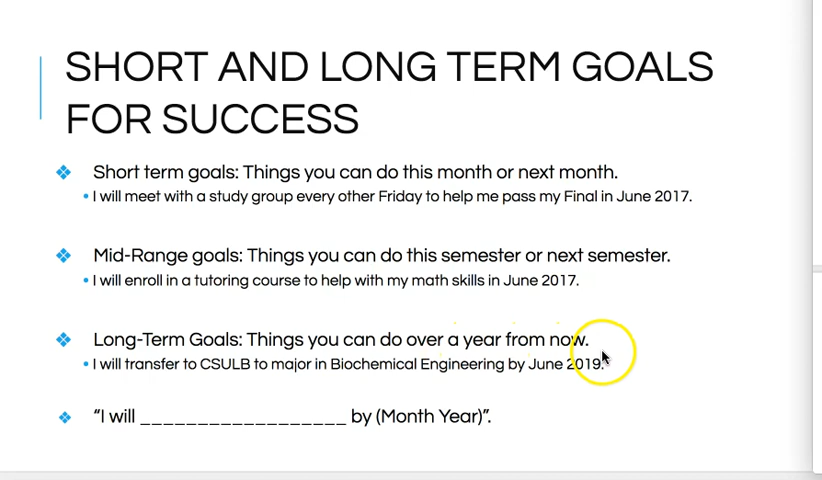 SHORT AND LONG TERM GOALS
FOR SUCCESS
Short term goals: Things you can do this month or next month.
I will meet with a study group every other Friday to help me pass my Final in June 2017.
Mid-Range goals: Things you can do this semester or next semester.
I will enroll in a tutoring course to help with my math skills in June 2017.
Long-Term Goals: Things you can do over a year from now.
I will transfer to CSULB to major in Biochemical Engineering by June 2019.
“I will __________________ by (Month Year)”.